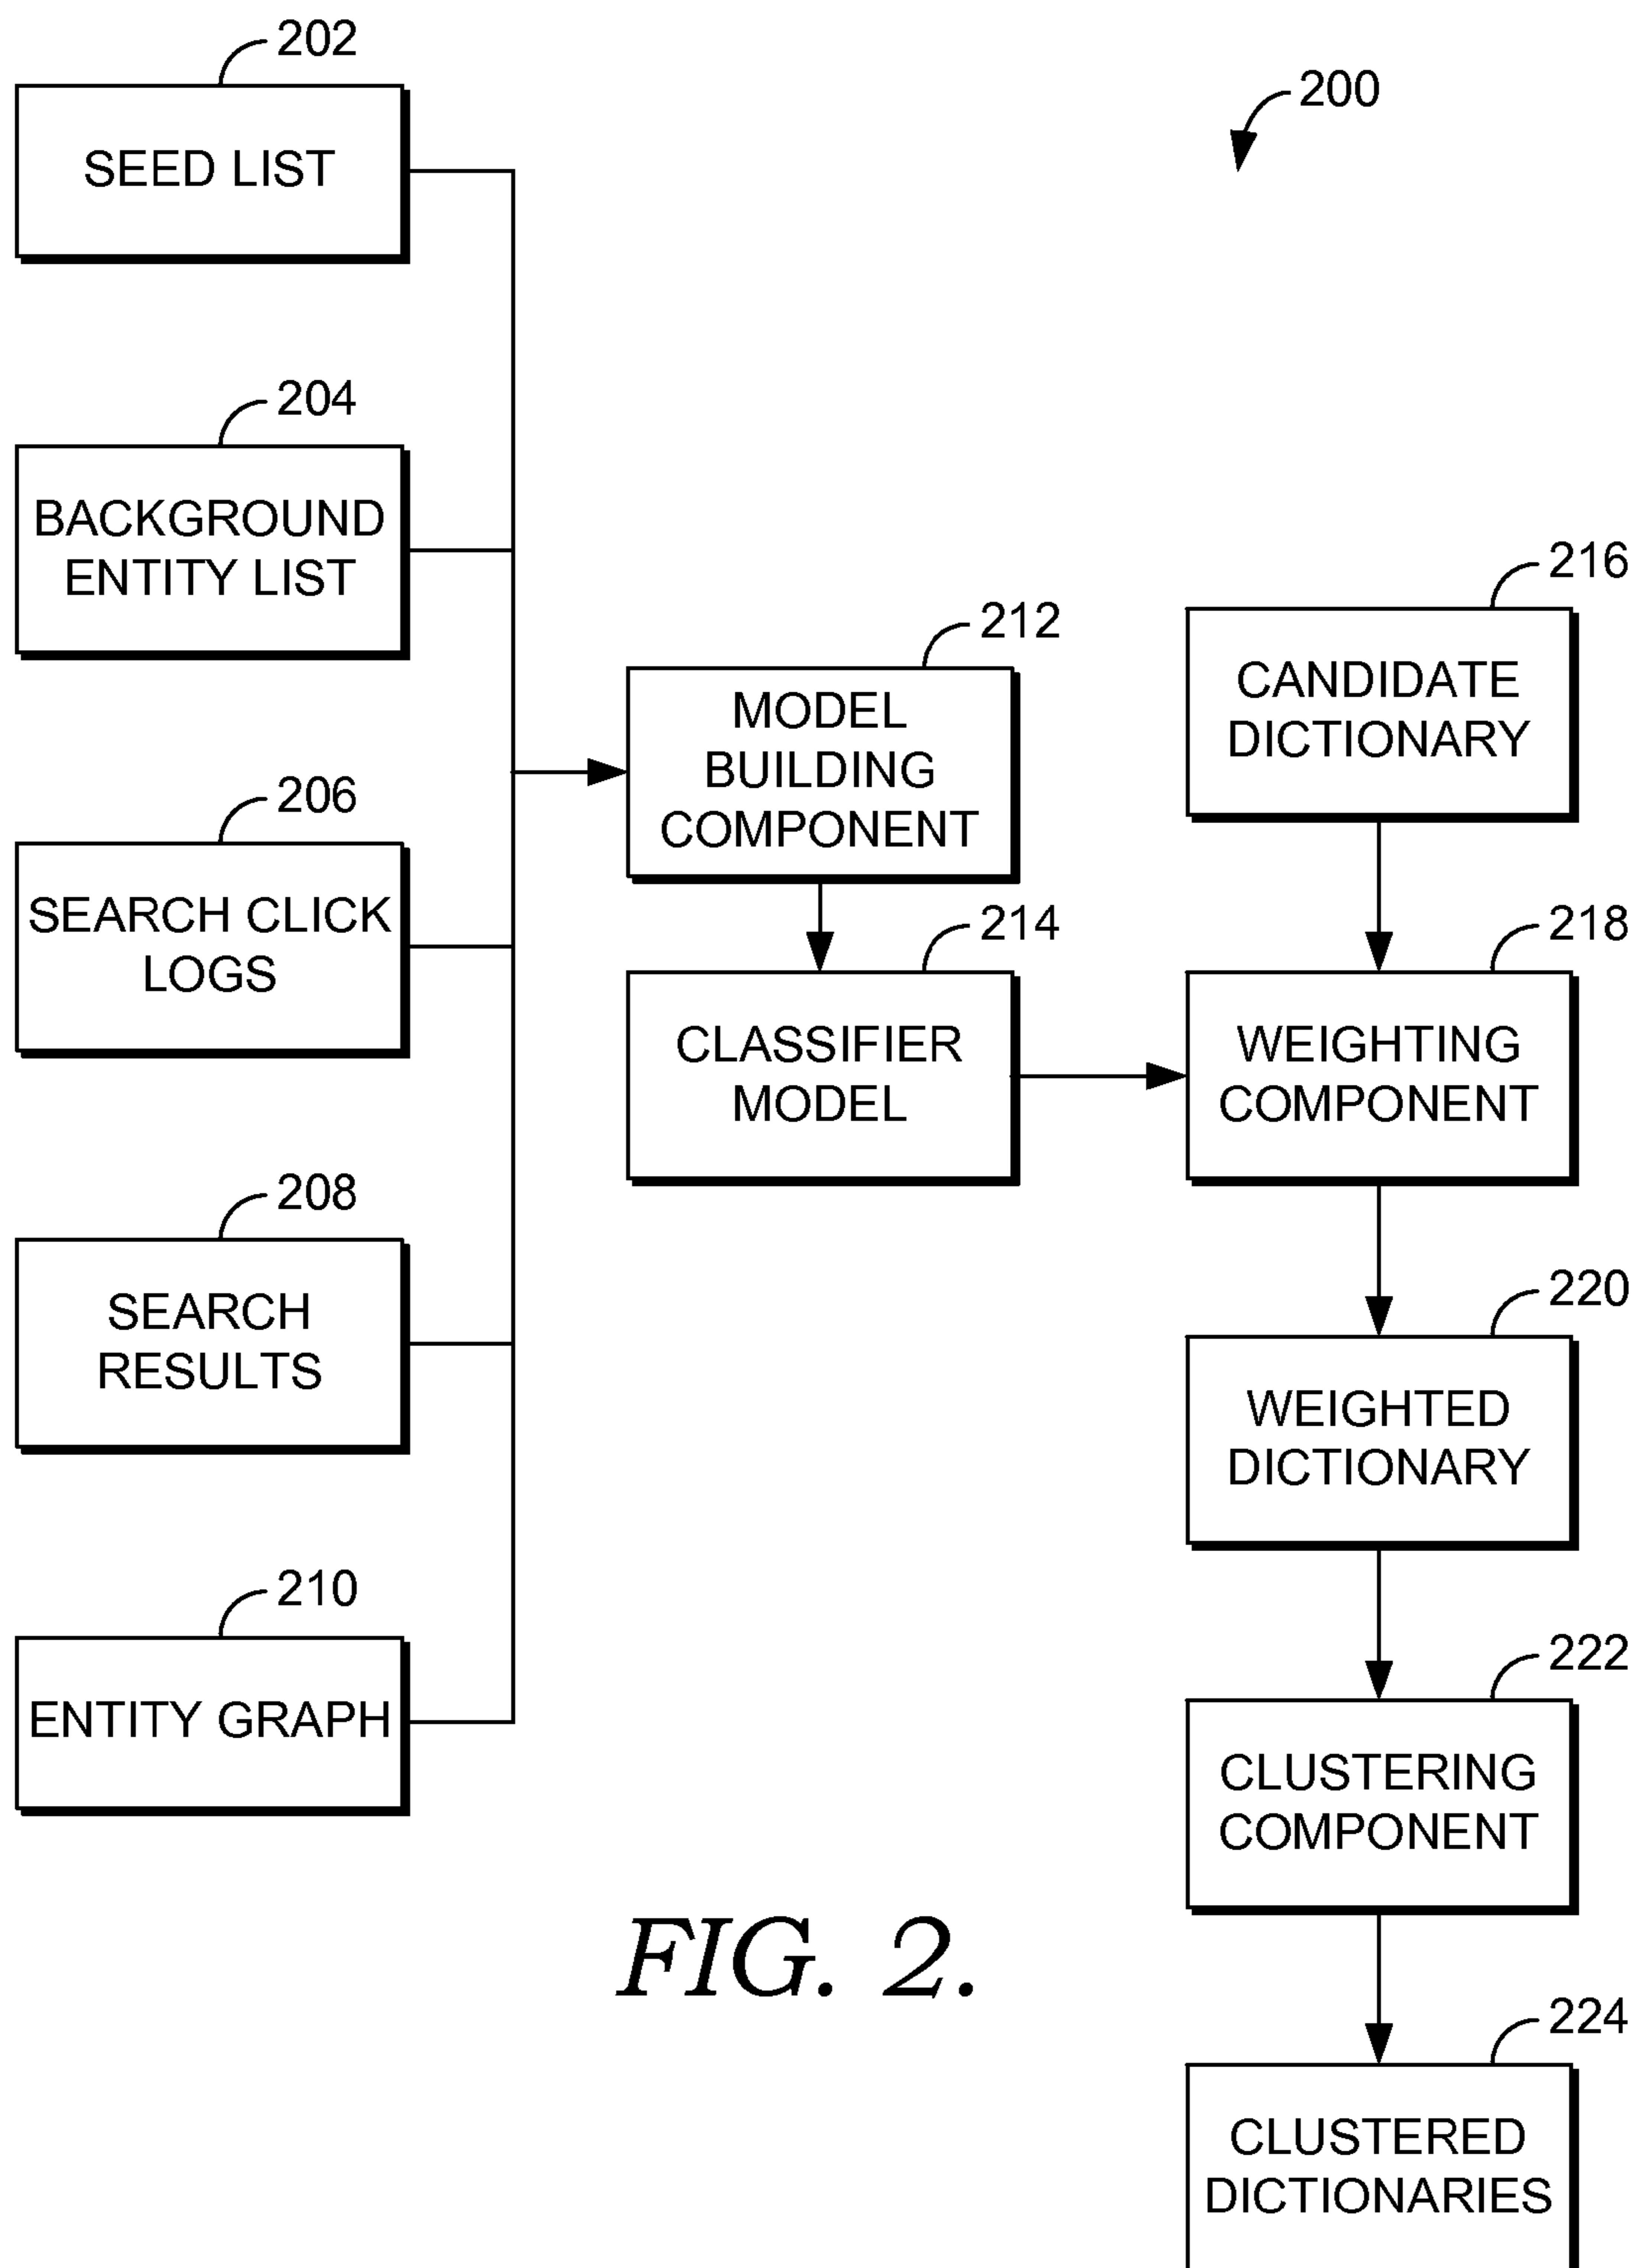 202
SEED LIST
200
204
BACKGROUND
ENTITY LIST
206
SEARCH CLICK
LOGS
208
SEARCH
RESULTS
210
ENTITY GRAPH
212
MODEL
BUILDING
COMPONENT
214
CLASSIFIER
MODEL
216
CANDIDATE
DICTIONARY
218
WEIGHTING
COMPONENT
220
WEIGHTED
DICTIONARY
222
CLUSTERING
COMPONENT
224
CLUSTERED
DICTIONARIES
FIG. 2.